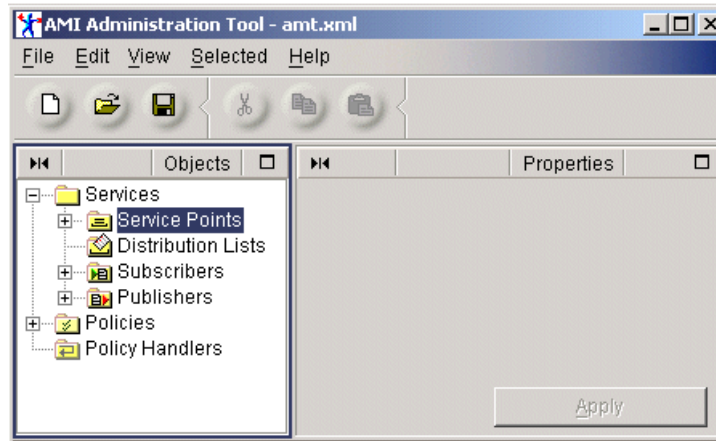 AMI Administration Tool - amt.xml
File Edit View Selected Help
Objects
Properties
Services
Service Points
Distribution Lists
Subscribers
Publishers
Policies
Policy Handlers
Apply